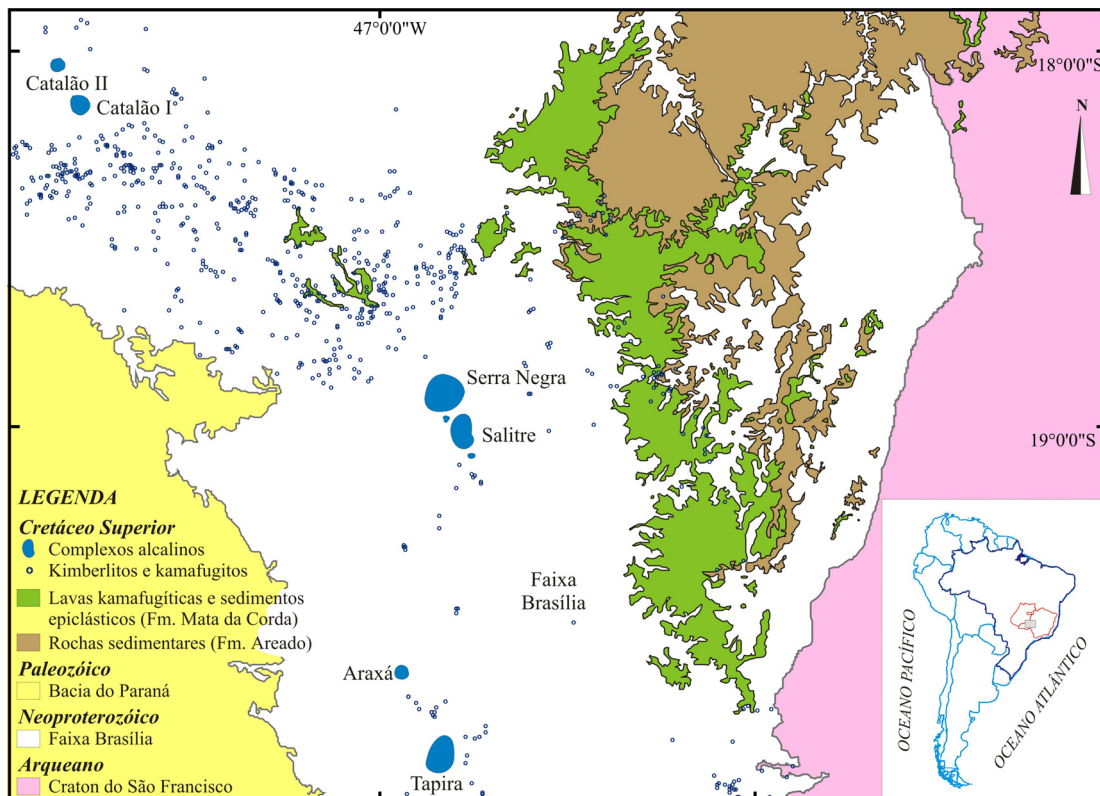 47°0'0"W
18°0'0"S
Catalão II
Catalão I
N
Serra Negra
Salitre
19°0'0"S
Faixa
Brasília
Araxá
Tapira
LEGENDA
Cretáceo Superior
Complexos alcalinos
Kimberlitos e kamafugitos
Lavas kamafugíticas e sedimentos
epiclásticos (Fm. Mata da Corda)
Rochas sedimentares (Fm. Areado)
Paleozóico
Bacia do Paraná
Neoproterozóico
Faixa Brasília
Arqueano
Craton do São Francisco
OCEANO PACÍFICO
OCEANO ATLÂNTICO